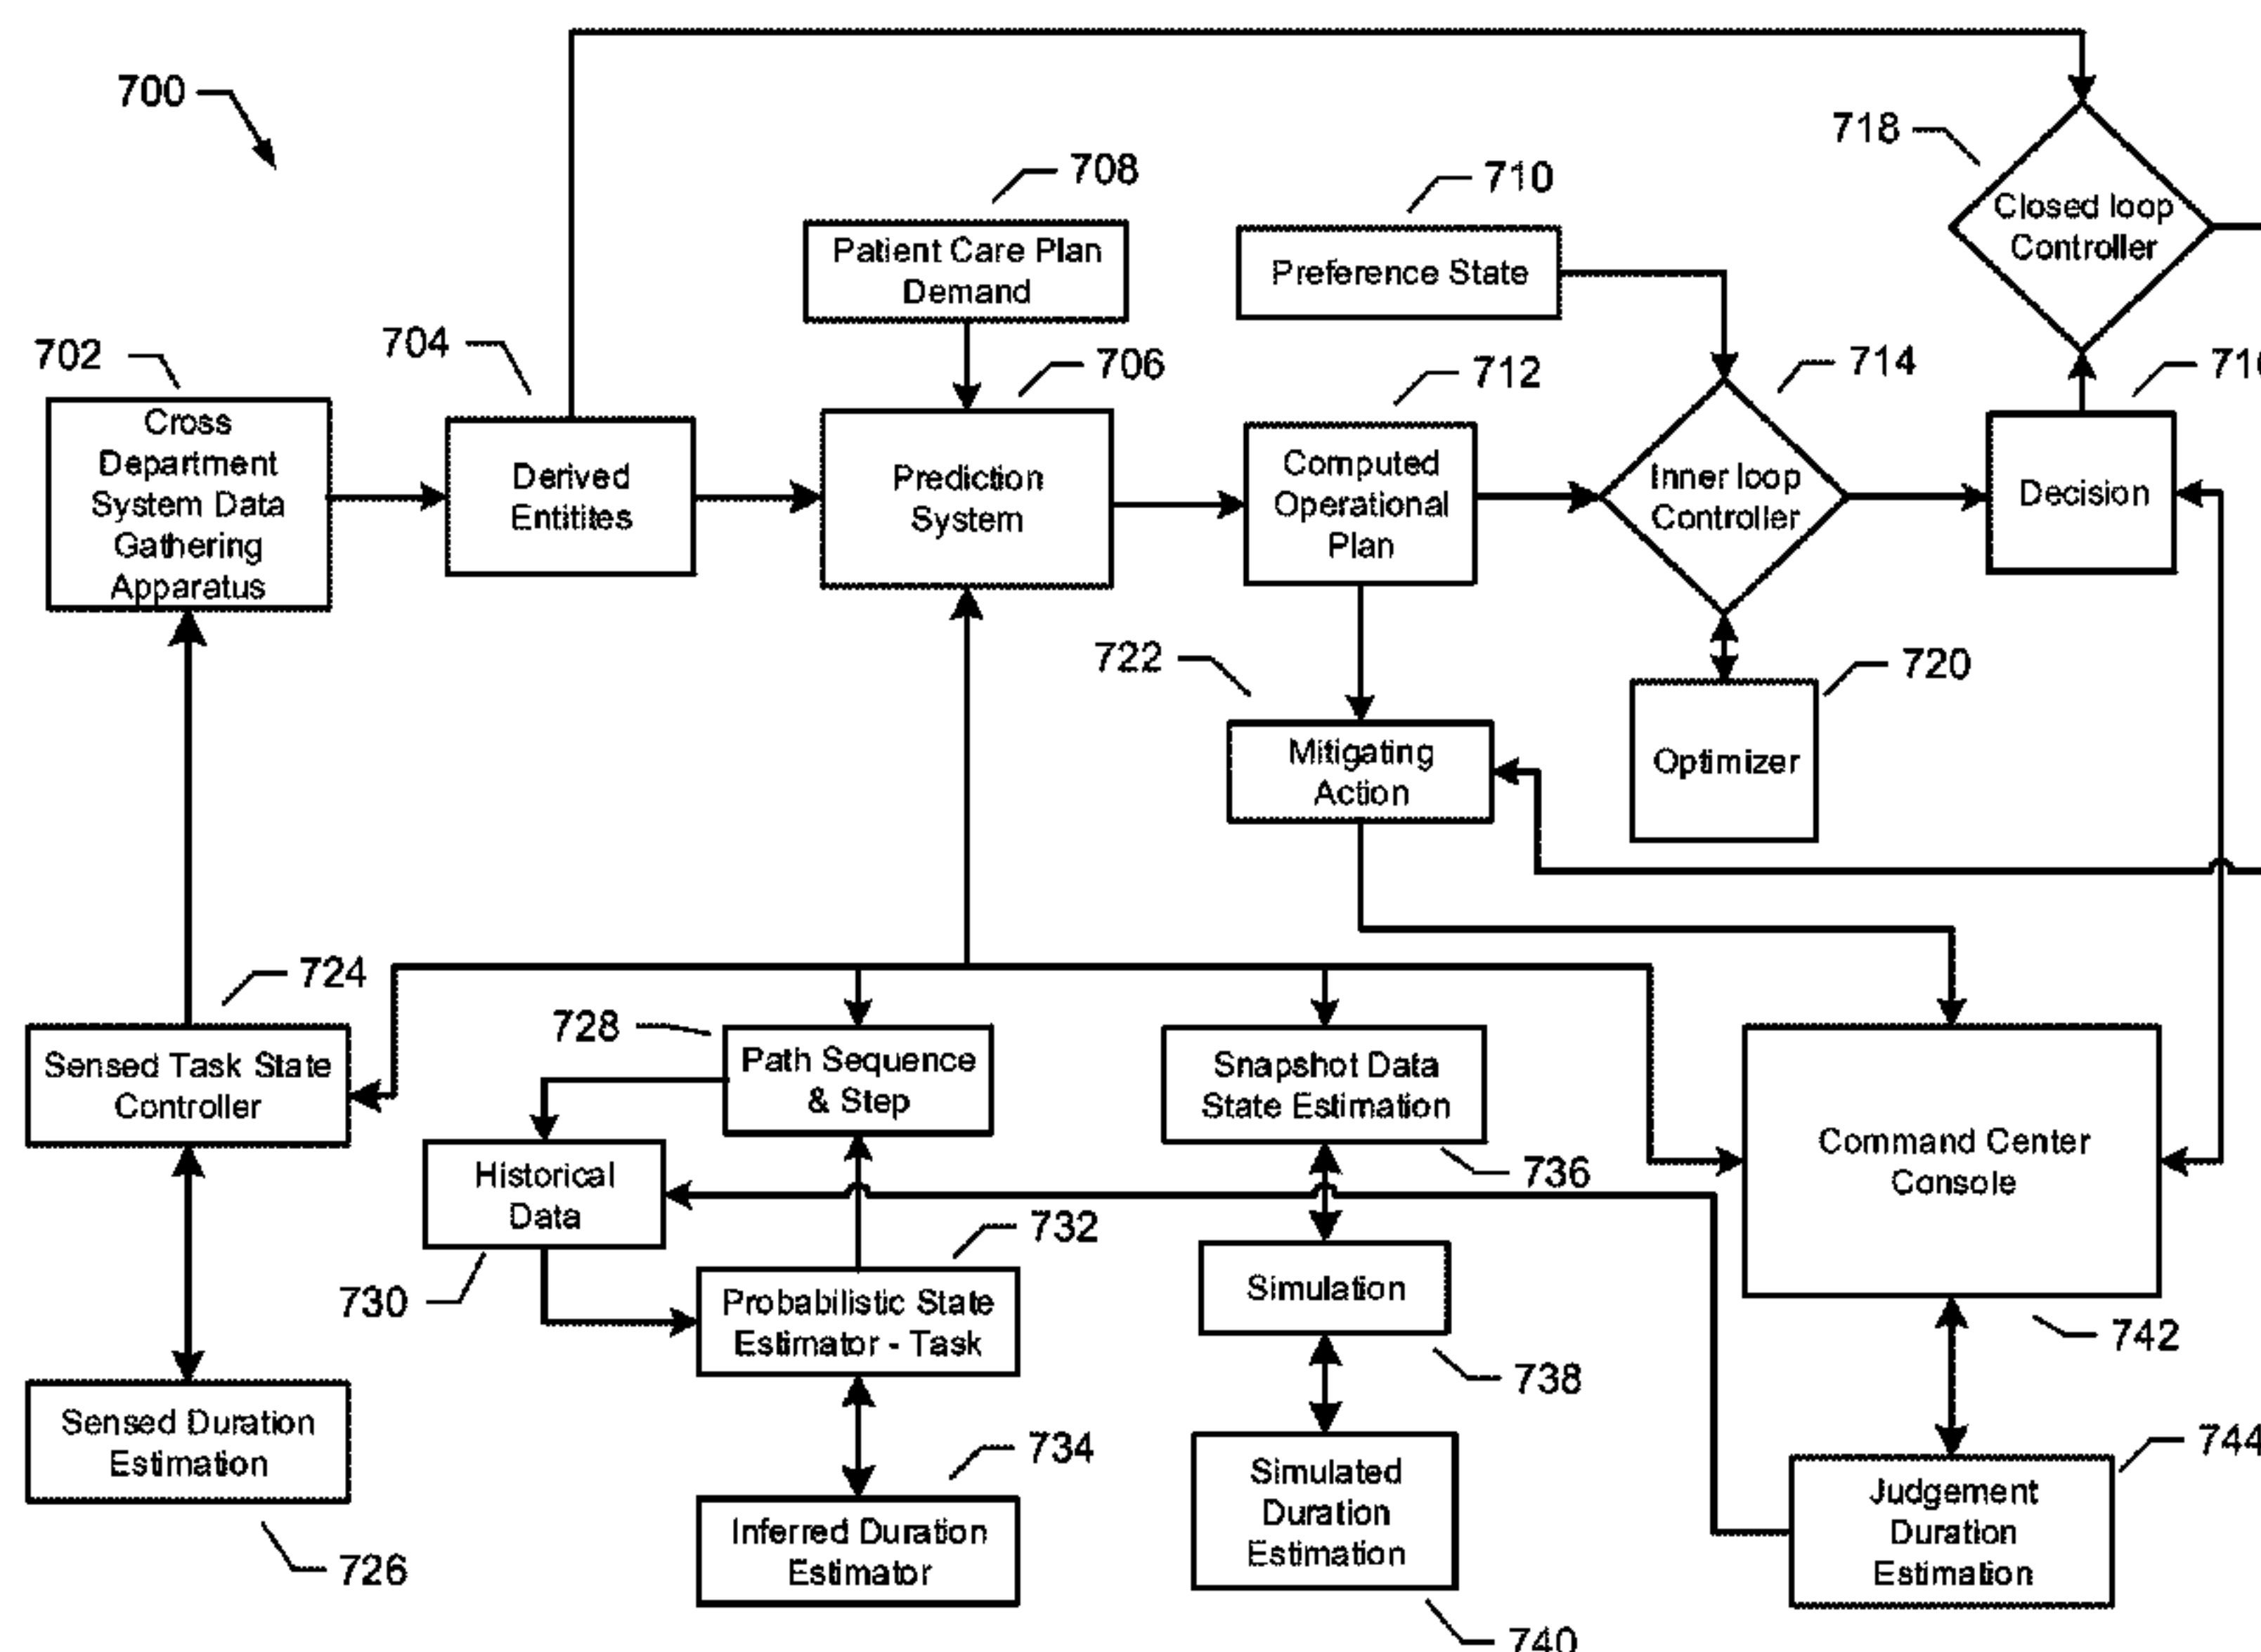 700
708
Patient Care Plan
Demand
710
Preference State
718
Closed loop
Controller
702
Cross
Department
System Data
Gathering
Apparatus
704
Derived
Entitites
706
Prediction
System
712
Computed
Operational
Plan
714
Inner loop
Controller
Decision
722
Mitigating
Action
720
Optimizer
724
Sensed Task State
Controller
728
Path Sequence
& Step
Snapshot Data
State Estimation
736
Command Center
Console
742
Historical
Data
730
732
Probabilistic State
Estimator - Task
Simulation
738
Sensed Duration
Estimation
726
734
Inferred Duration
Estimator
Simulated
Duration
Estimation
740
744
Judgement
Duration
Estimation